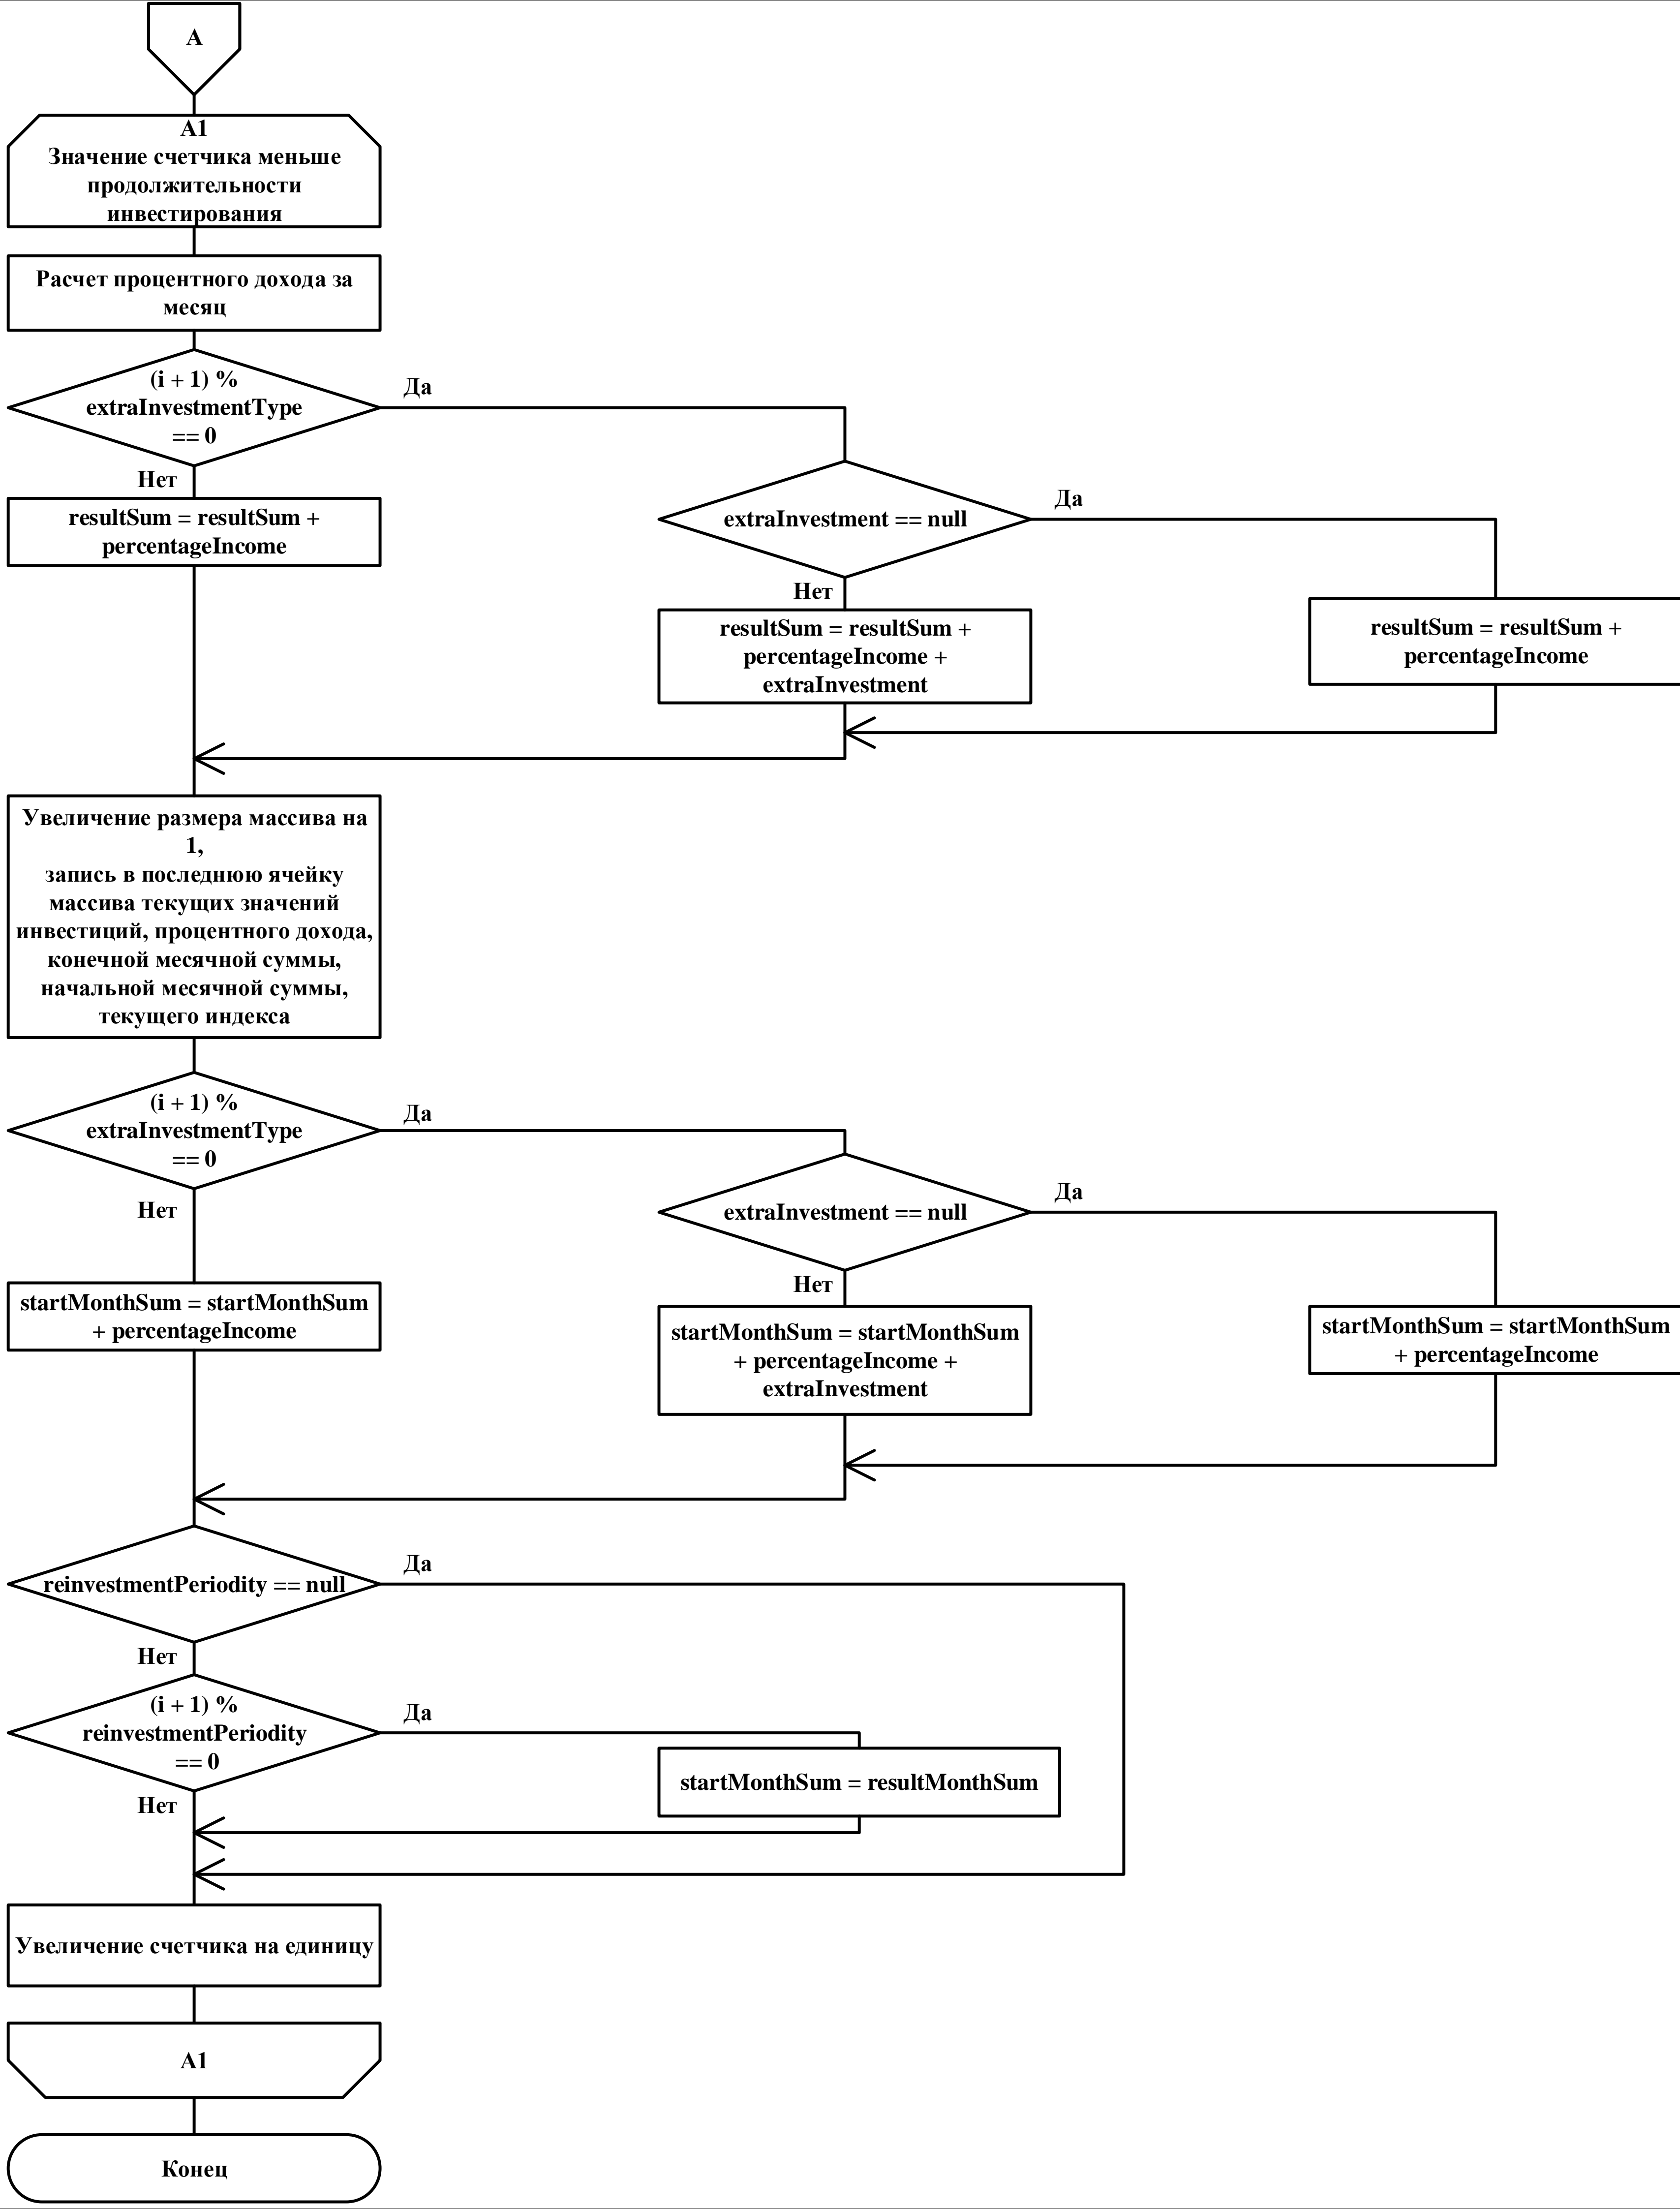 А
А1
Значение счетчика меньше
продолжительности
инвестирования
Расчет процентного дохода за
месяц
(i + 1) %
extraInvestmentType
== 0
Да
Нет
resultSum = resultSum +
percentageIncome
extraInvestment == null
Да
Нет
resultSum = resultSum +
percentageIncome +
extraInvestment
resultSum = resultSum +
percentageIncome
Увеличение размера массива на
1,
запись в последнюю ячейку
массива текущих значений
инвестиций, процентного дохода,
конечной месячной суммы,
начальной месячной суммы,
текущего индекса
(i + 1) %
extraInvestmentType
== 0
Да
Нет
startMonthSum = startMonthSum
+ percentageIncome
extraInvestment == null
Да
Нет
startMonthSum = startMonthSum
+ percentageIncome +
extraInvestment
startMonthSum = startMonthSum
+ percentageIncome
reinvestmentPeriodity == null
Да
Нет
(i + 1) %
reinvestmentPeriodity
== 0
Да
Нет
startMonthSum = resultMonthSum
Увеличение счетчика на единицу
А1
Конец